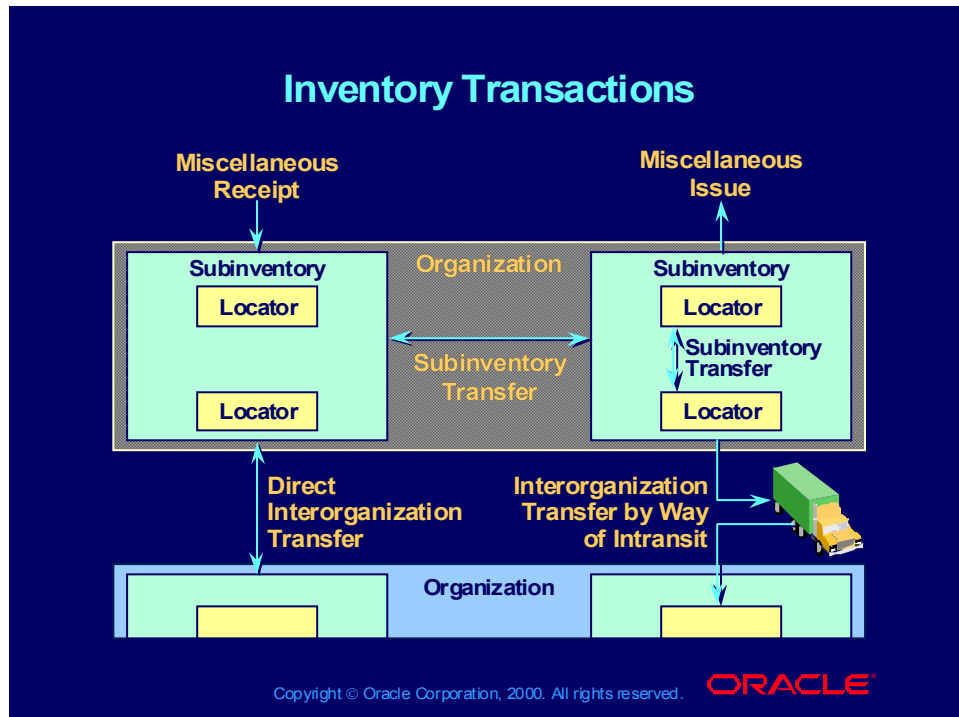 Inventory Transactions
Miscellaneous
Receipt
Miscellaneous
Issue
Organization
Subinventory
Locator
Locator
Subinventory
Transfer
Subinventory
Locator
Subinventory
Transfer
Locator
Direct
Interorganization
Transfer
Interorganization
Transfer by Way
of Intransit
Organization
Copyright © Oracle Corporation, 2000. All rights reserved.
ORACLE®